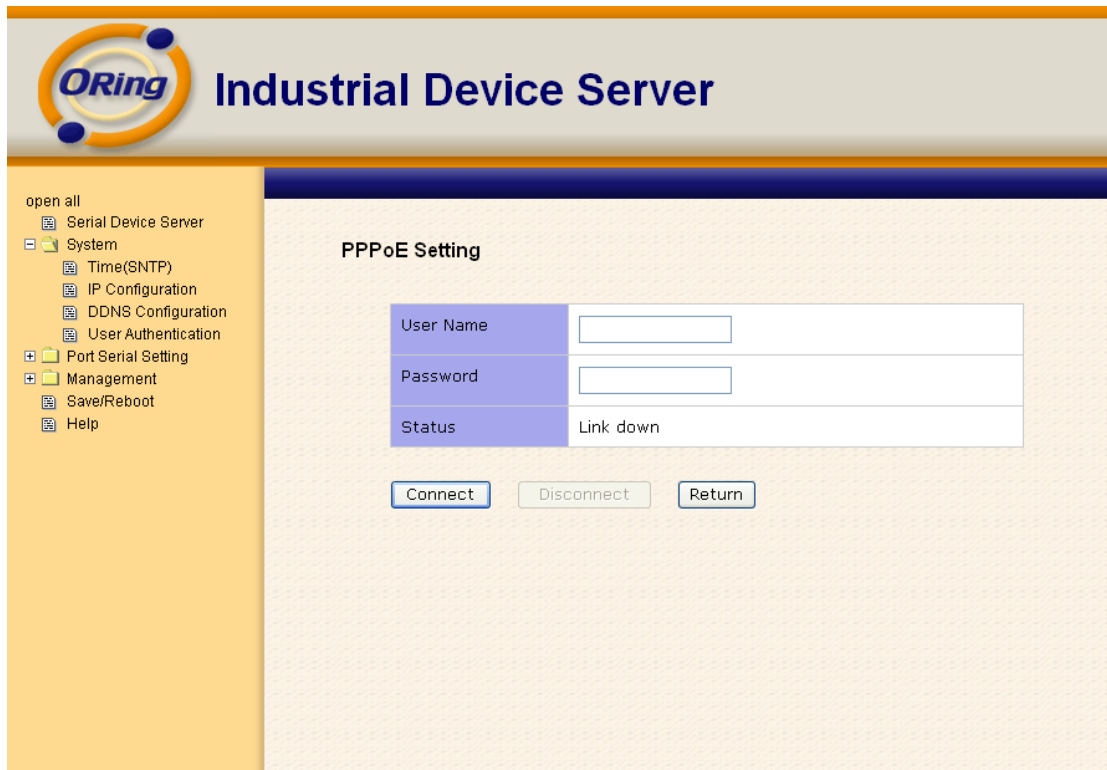 ORing
Industrial Device Server
open all
Serial Device Server
System
Time(SNTP)
IP Configuration
DDNS Configuration
User Authentication
Port Serial Setting
Management
Save/Reboot
Help
PPPoE Setting
User Name
Password
Status Link down
Connect Disconnect Return